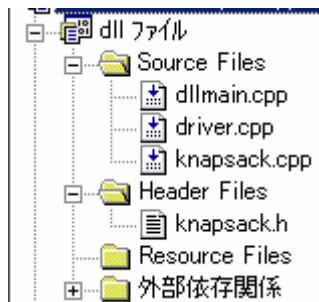 dll ファイル
Source Files
dllmain.cpp
driver.cpp
knapsack.cpp
Header Files
knapsack.h
Resource Files
外部依存関係